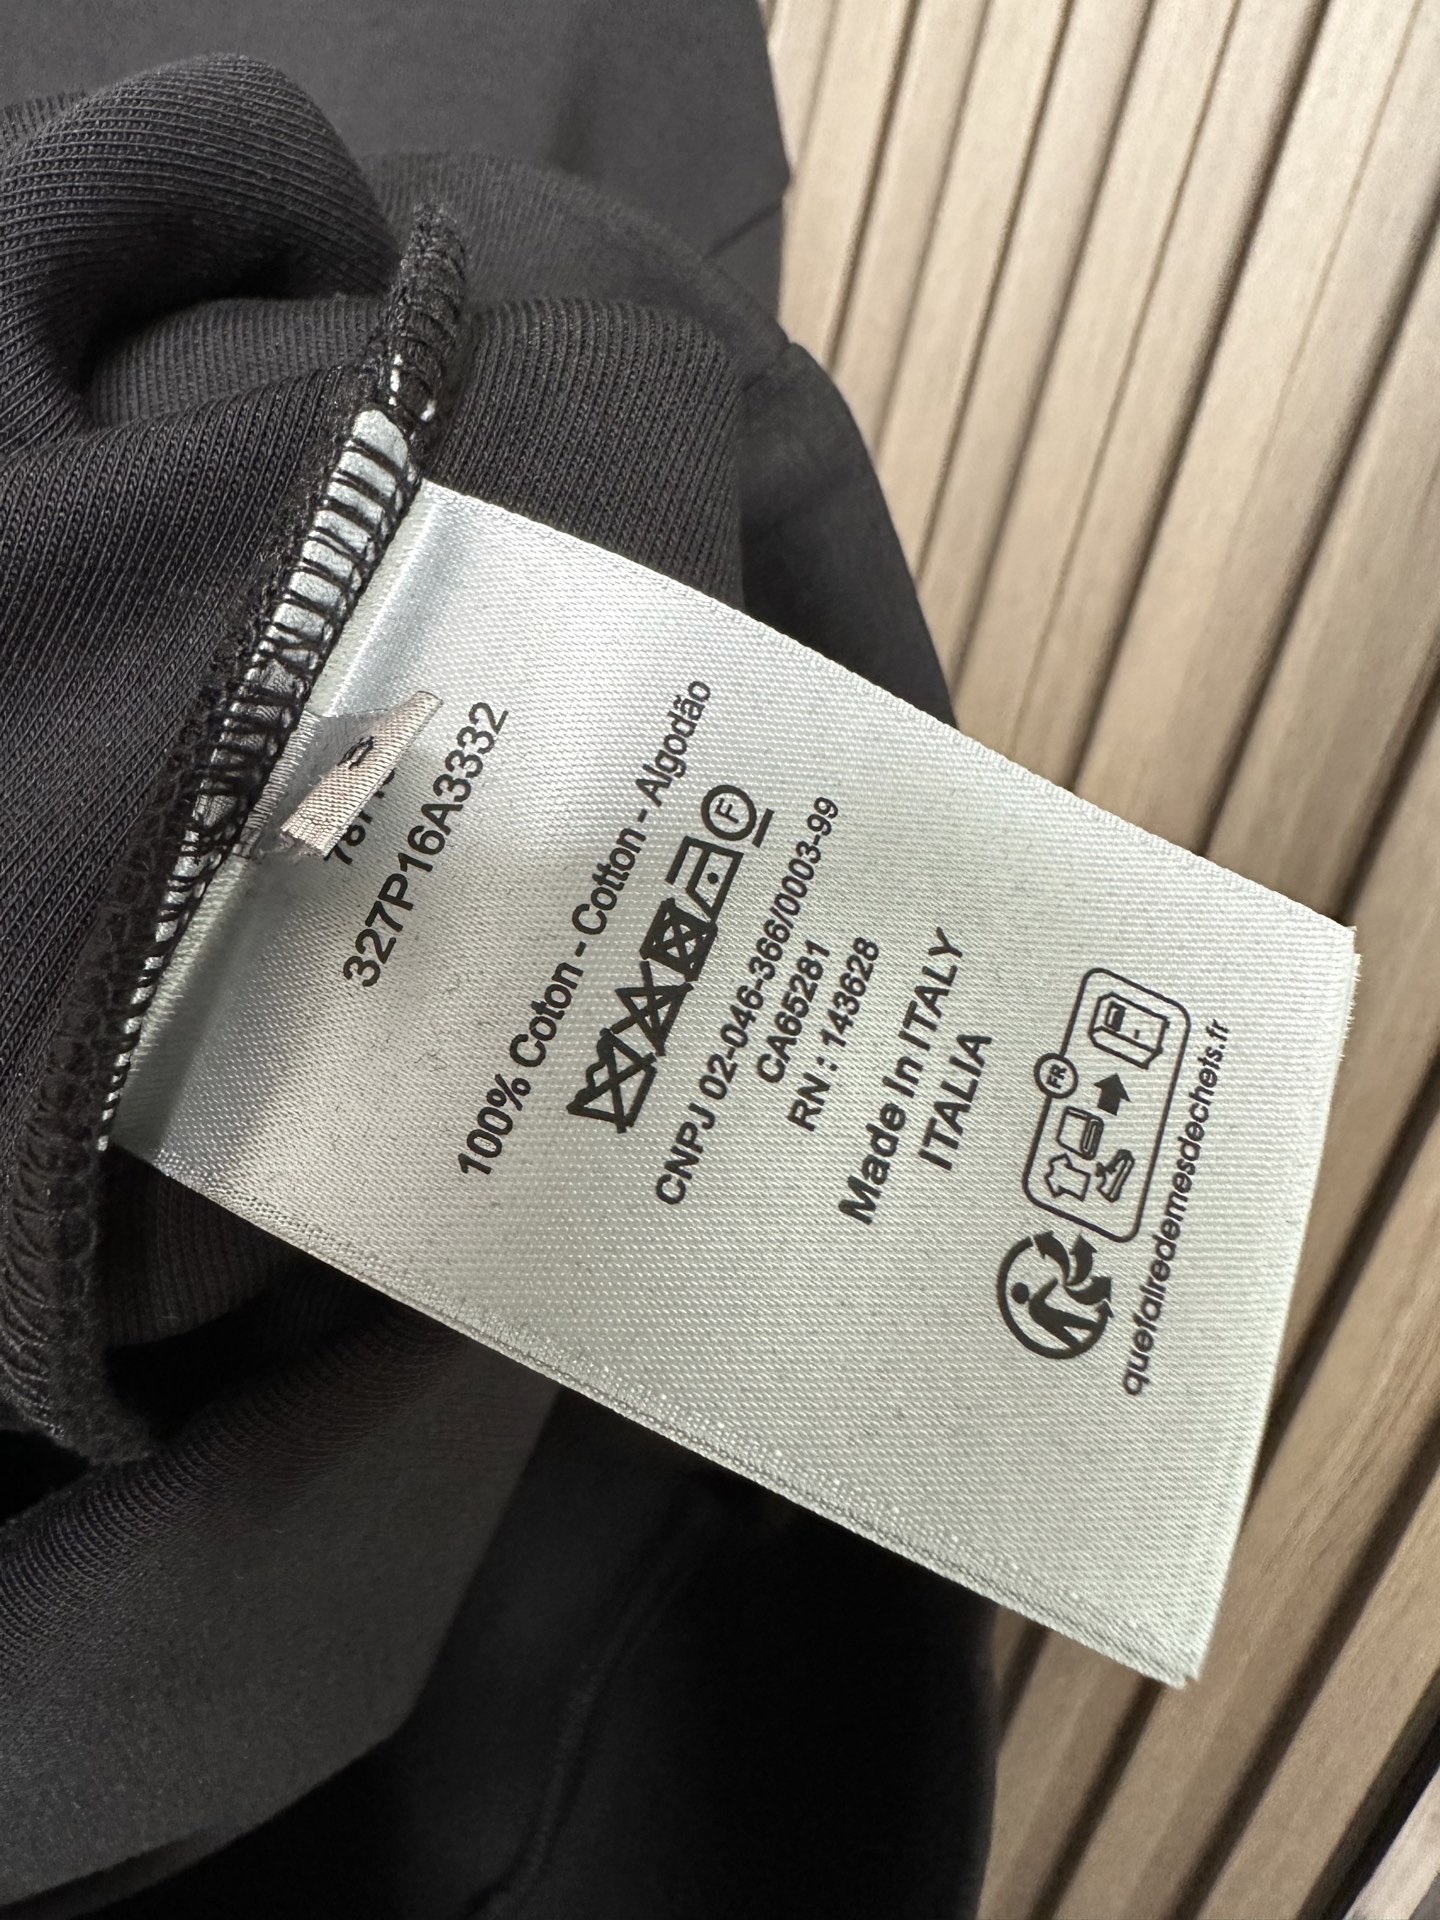 327P16A3332
100% Coton - Cotton - Algodão
F
CNPJ 02-046-366/0003-99
CA65281
RN : 143628
Made In ITALY
ITALIA
FR
quefairedemesdechets.fr